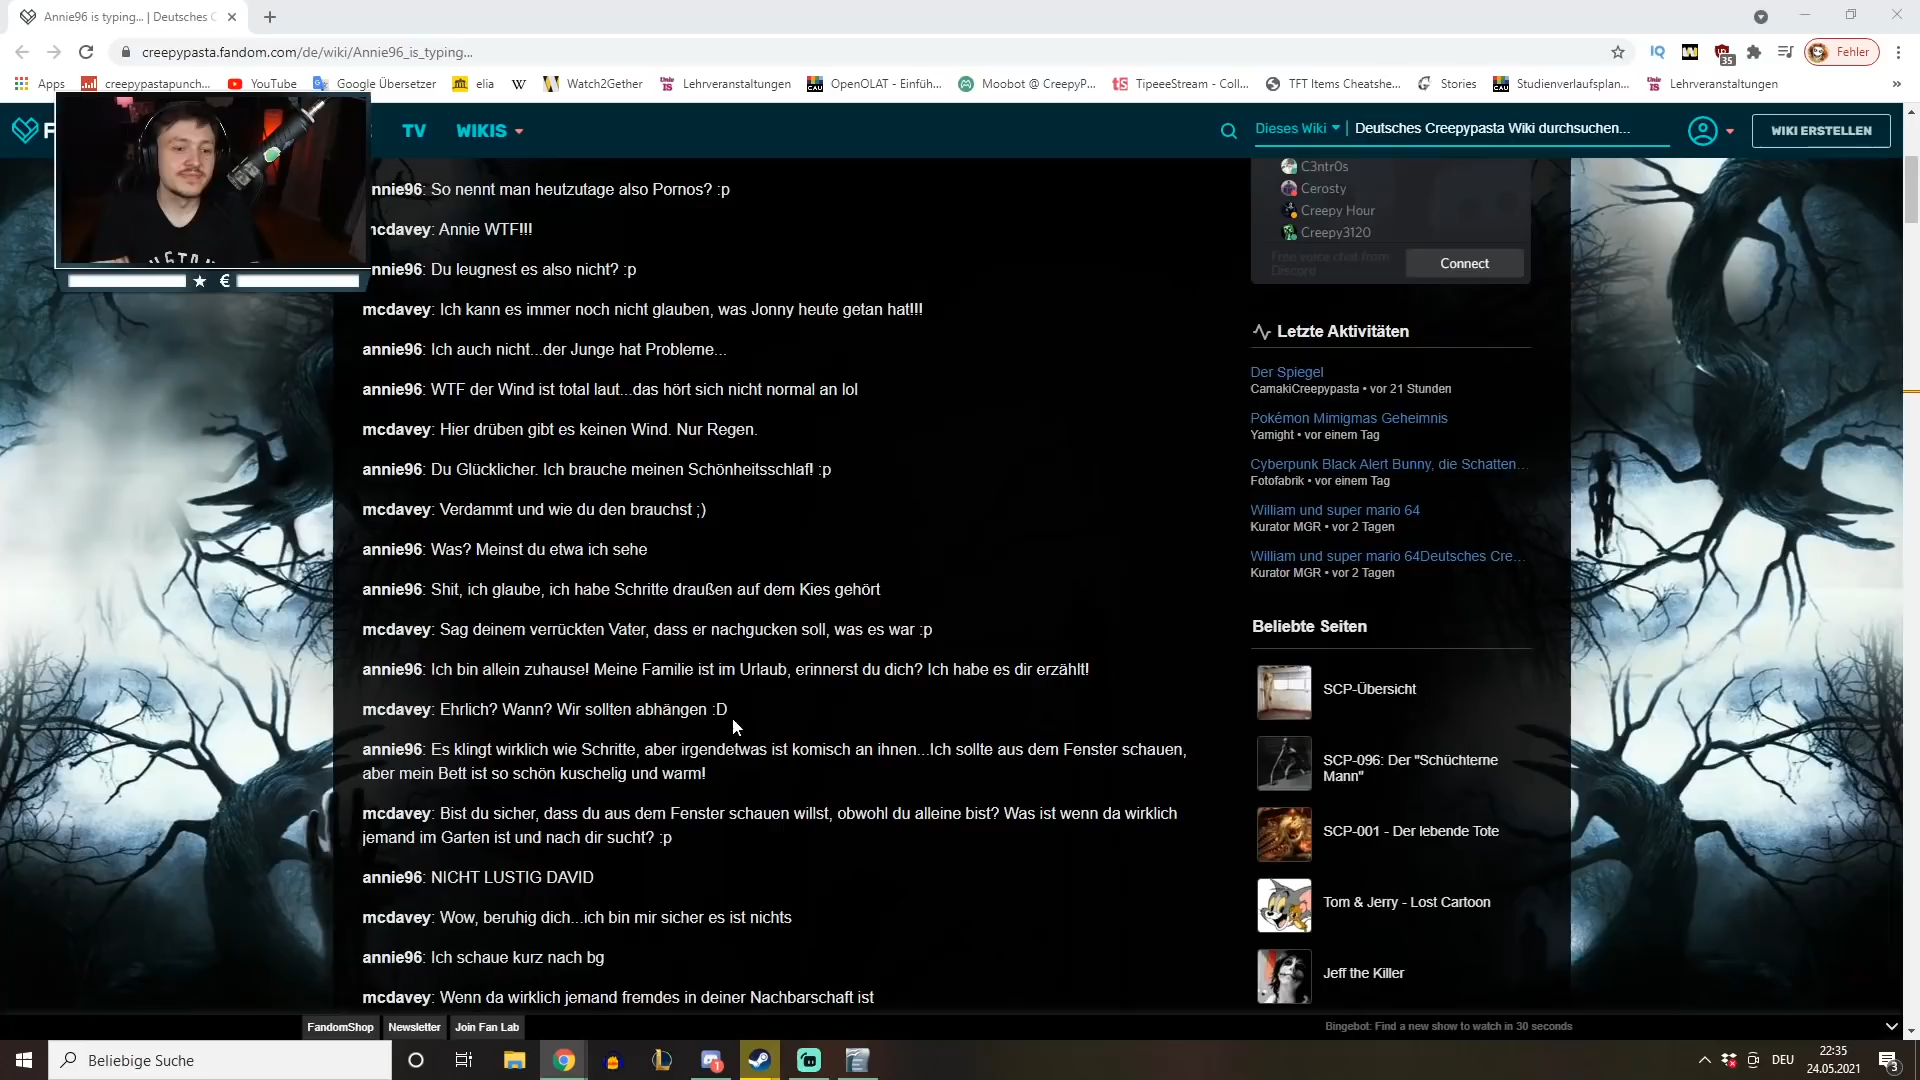 Annie96 is typing... | Deutsches C
creepypasta.fandom.com/de/wiki/Annie96_is_typing...
IQ
35
Fehler
Apps
creepypastapunch...
YouTube
Google Übersetzer
elia
W
Watch2Gether
Lehrveranstaltungen
OpenOLAT - Einfüh...
Moobot @ CreepyP...
TipeeeStream - Coll...
TFT Items Cheatshe...
Stories
Studienverlaufsplan...
Lehrveranstaltungen
»
F
TV
WIKIS
Dieses Wiki
Deutsches Creepypasta Wiki durchsuchen...
WIKI ERSTELLEN
nnie96: So nennt man heutzutage also Pornos? :p
mcdavey: Annie WTF!!!
nnie96: Du leugnest es also nicht? :p
mcdavey: Ich kann es immer noch nicht glauben, was Jonny heute getan hat!!!
annie96: Ich auch nicht...der Junge hat Probleme...
annie96: WTF der Wind ist total laut...das hört sich nicht normal an lol
mcdavey: Hier drüben gibt es keinen Wind. Nur Regen.
annie96: Du Glücklicher. Ich brauche meinen Schönheitsschlaf! :p
mcdavey: Verdammt und wie du den brauchst ;)
annie96: Was? Meinst du etwa ich sehe
annie96: Shit, ich glaube, ich habe Schritte draußen auf dem Kies gehört
mcdavey: Sag deinem verrückten Vater, dass er nachgucken soll, was es war :p
annie96: Ich bin allein zuhause! Meine Familie ist im Urlaub, erinnerst du dich? Ich habe es dir erzählt!
mcdavey: Ehrlich? Wann? Wir sollten abhängen :D
annie96: Es klingt wirklich wie Schritte, aber irgendetwas ist komisch an ihnen...Ich sollte aus dem Fenster schauen,
aber mein Bett ist so schön kuschelig und warm!
mcdavey: Bist du sicher, dass du aus dem Fenster schauen willst, obwohl du alleine bist? Was ist wenn da wirklich
jemand im Garten ist und nach dir sucht? :p
annie96: NICHT LUSTIG DAVID
mcdavey: Wow, beruhig dich...ich bin mir sicher es ist nichts
annie96: Ich schaue kurz nach bg
mcdavey: Wenn da wirklich jemand fremdes in deiner Nachbarschaft ist
C3ntr0s
Cerosty
Creepy Hour
Creepy3120
Free voice chat from
Discord
Connect
Letzte Aktivitäten
Der Spiegel
CamakiCreepypasta • vor 21 Stunden
Pokémon Mimigmas Geheimnis
Yamight • vor einem Tag
Cyberpunk Black Alert Bunny, die Schatten...
Fotofabrik • vor einem Tag
William und super mario 64
Kurator MGR • vor 2 Tagen
William und super mario 64Deutsches Cre...
Kurator MGR • vor 2 Tagen
Beliebte Seiten
SCP-Übersicht
SCP-096: Der "Schüchterne
Mann"
SCP-001 - Der lebende Tote
Tom & Jerry - Lost Cartoon
Jeff the Killer
★ €
FandomShop
Newsletter
Join Fan Lab
Bingebot: Find a new show to watch in 30 seconds
Beliebige Suche
1
DEU
22:35
24.05.2021
3